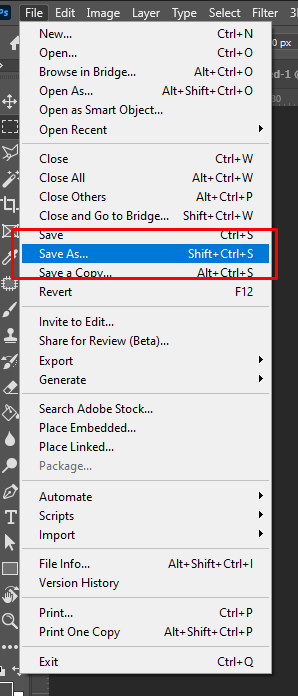 Ps File Edit Image Layer Type Select Filter 3
New... Ctrl+N
0 px
Open... Ctrl+O
Browse in Bridge... Alt+Ctrl+O
ed-1 @
Open As... Alt+Shift+Ctrl+O
Open as Smart Object...
Open Recent
Close Ctrl+W
Close All Alt+Ctrl+W
Close Others Alt+Ctrl+P
Close and Go to Bridge... Shift+Ctrl+W
Save Ctrl+S
Save As... Shift+Ctrl+S
Save a Copy... Alt+Ctrl+S
Revert F12
Invite to Edit...
Share for Review (Beta)...
Export
Generate
Search Adobe Stock...
Place Embedded...
Place Linked...
Package...
Automate
Scripts
Import
File Info... Alt+Shift+Ctrl+I
Version History
Print... Ctrl+P
Print One Copy Alt+Shift+Ctrl+P
Exit Ctrl+Q